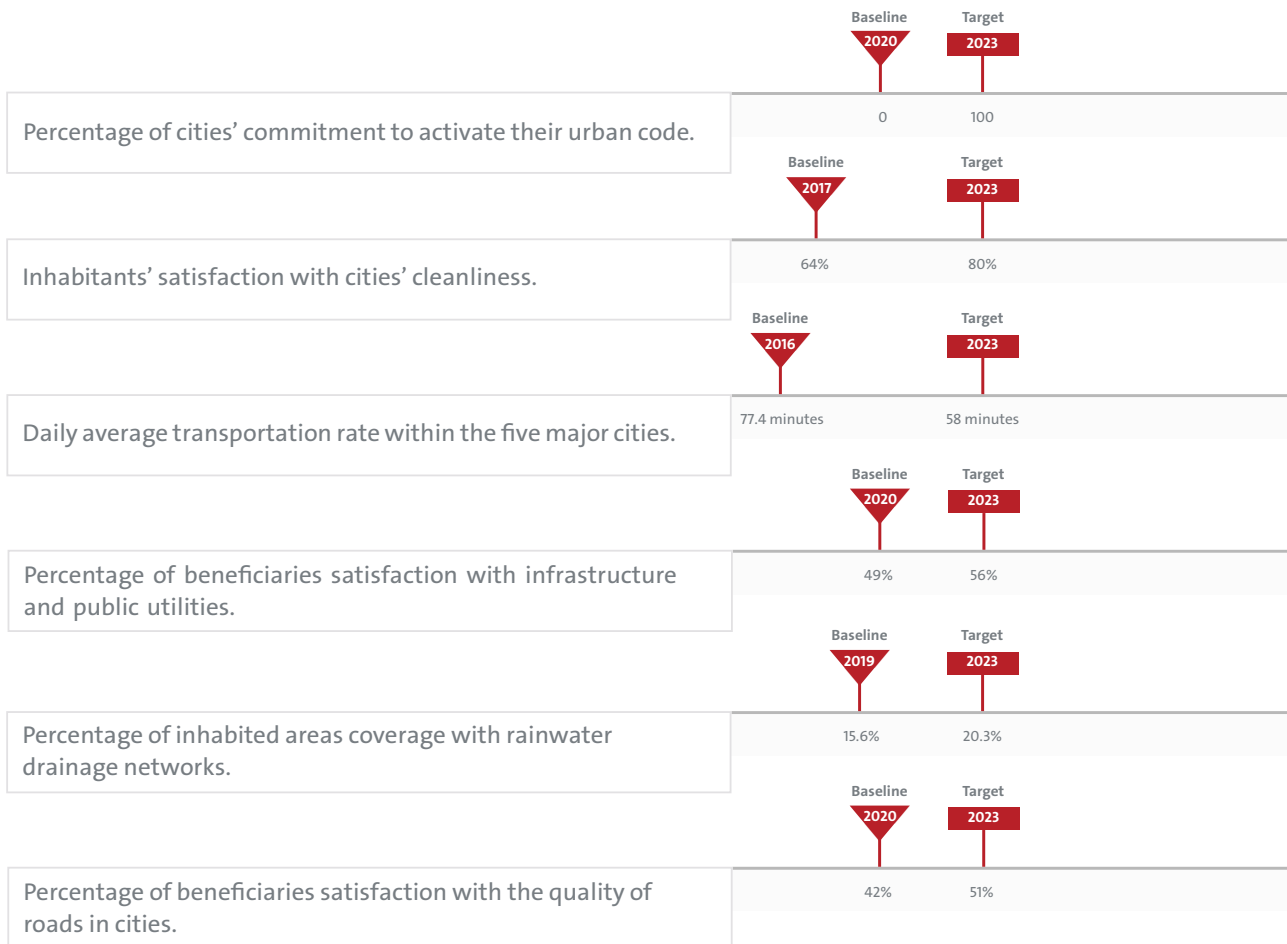 Baseline Target
2020 2023
Percentage of cities’ commitment to activate their urban code.
0 100
Baseline Target
2017 2023
Inhabitants’ satisfaction with cities’ cleanliness.
64% 80%
Baseline Target
2016 2023
Daily average transportation rate within the five major cities.
77.4 minutes 58 minutes
Baseline Target
2020 2023
Percentage of beneficiaries satisfaction with infrastructure
and public utilities.
49% 56%
Baseline Target
2019 2023
Percentage of inhabited areas coverage with rainwater
drainage networks.
15.6% 20.3%
Baseline Target
2020 2023
Percentage of beneficiaries satisfaction with the quality of
roads in cities.
42% 51%